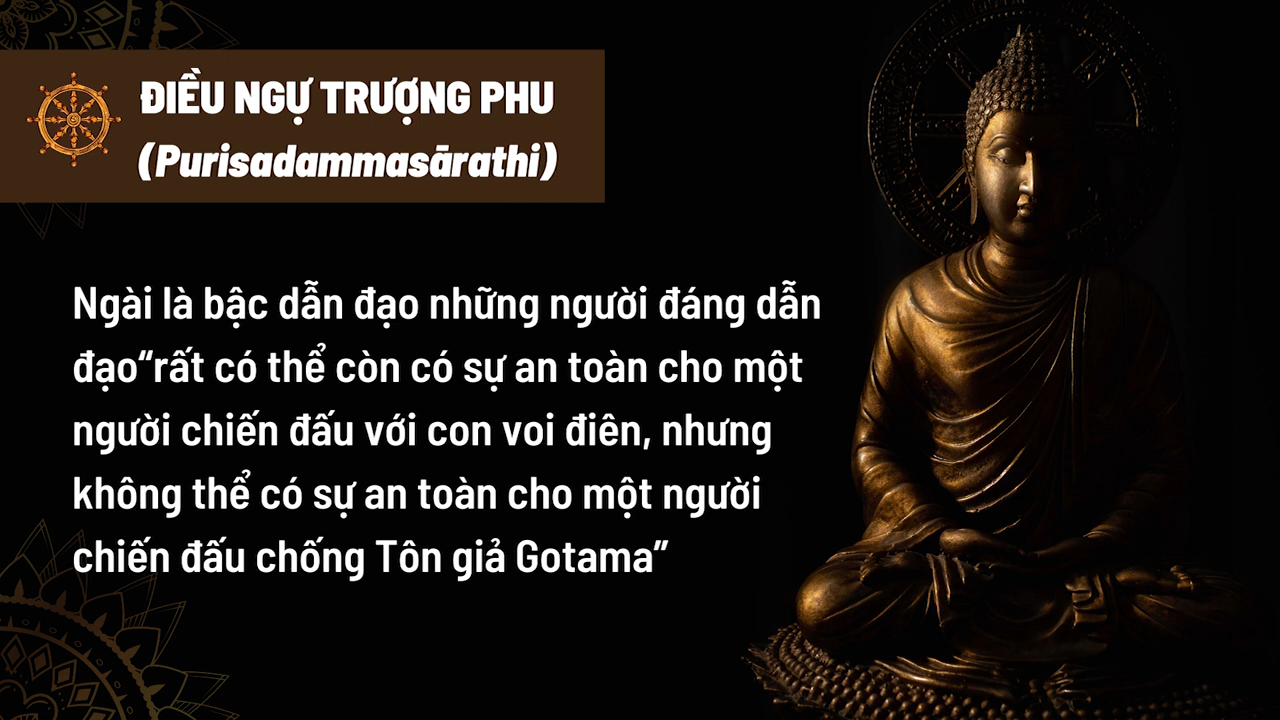 ĐIỀU NGỰ TRƯỢNG PHU
(Purisadammasārathi)
Ngài là bậc dẫn đạo những người đáng dẫn
đạo“rất có thể còn có sự an toàn cho một
người chiến đấu với con voi điên, nhưng
không thể có sự an toàn cho một người
chiến đấu chống Tôn giả Gotama”